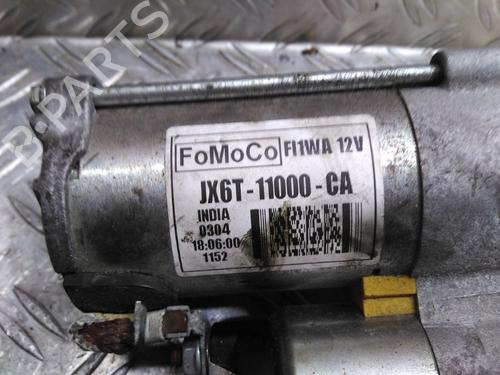 FoMoCo FI1WA 12V
JX6T-11000-CA
INDIA
0304
18:06:00
1152
B-PARTS